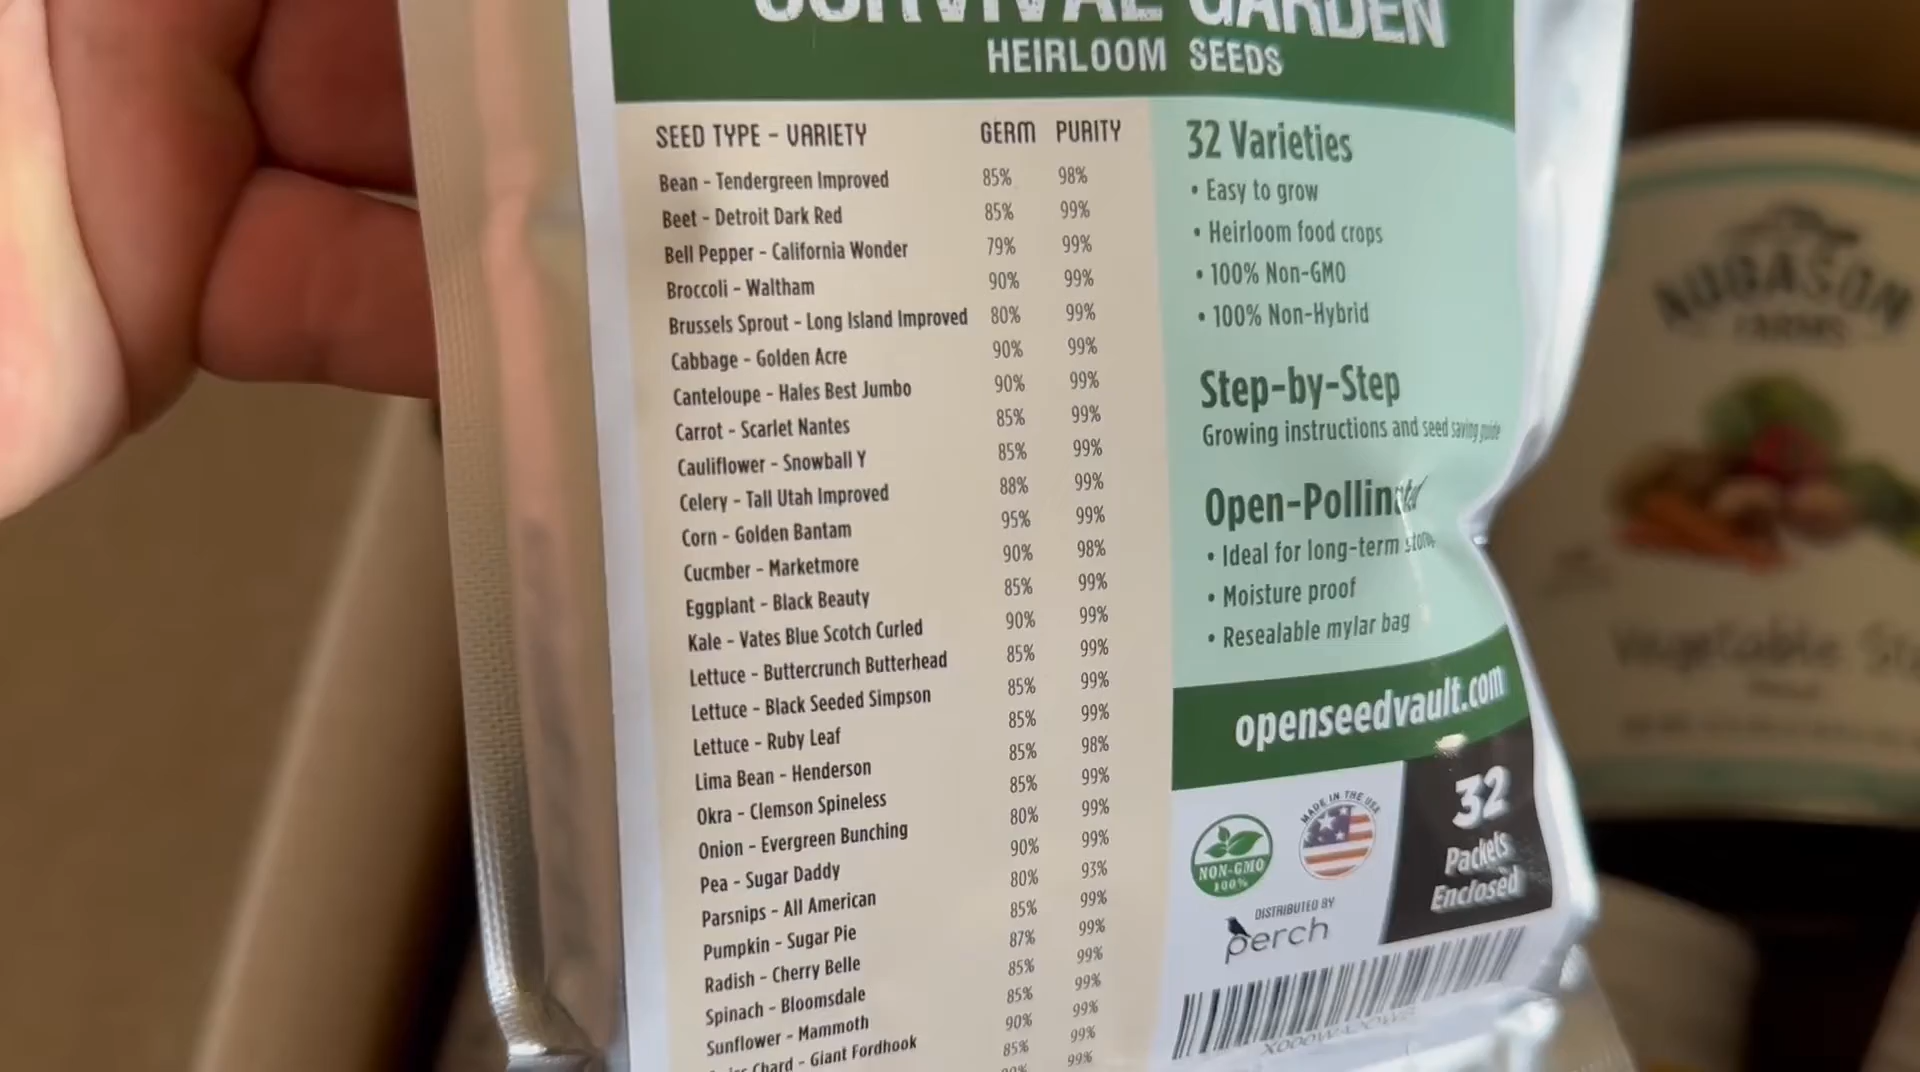 SURVIVAL GARDEN
HEIRLOOM SEEDS
SEED TYPE - VARIETY GERM PURITY
Bean - Tendergreen Improved 85% 98%
Beet - Detroit Dark Red 85% 99%
Bell Pepper - California Wonder 79% 99%
Broccoli - Waltham 90% 99%
Brussels Sprout - Long Island Improved 80% 99%
Cabbage - Golden Acre 90% 99%
Canteloupe - Hales Best Jumbo 90% 99%
Carrot - Scarlet Nantes 85% 99%
Cauliflower - Snowball Y 85% 99%
Celery - Tall Utah Improved 88% 99%
Corn - Golden Bantam 95% 99%
Cucmber - Marketmore 90% 98%
Eggplant - Black Beauty 85% 99%
Kale - Vates Blue Scotch Curled 90% 99%
Lettuce - Buttercrunch Butterhead 85% 99%
Lettuce - Black Seeded Simpson 85% 99%
Lettuce - Ruby Leaf 85% 99%
Lima Bean - Henderson 85% 98%
Okra - Clemson Spineless 85% 99%
Onion - Evergreen Bunching 80% 99%
Pea - Sugar Daddy 90% 99%
Parsnips - All American 80% 93%
Pumpkin - Sugar Pie 85% 99%
Radish - Cherry Belle 87% 99%
Spinach - Bloomsdale 85% 99%
Sunflower - Mammoth 85% 99%
Chard - Giant Fordhook 90% 99%
85% 99%
99%
32 Varieties
• Easy to grow
• Heirloom food crops
• 100% Non-GMO
• 100% Non-Hybrid
Step-by-Step
Growing instructions and seed saving guide
Open-Pollinated
• Ideal for long-term
• Moisture proof
• Resealable mylar bag
openseedvault.com
NON-GMO
100%
MADE IN THE USA
32
Packets
Enclosed
DISTRIBUTED BY
perch
AUGASON
FARMS
Vegetable